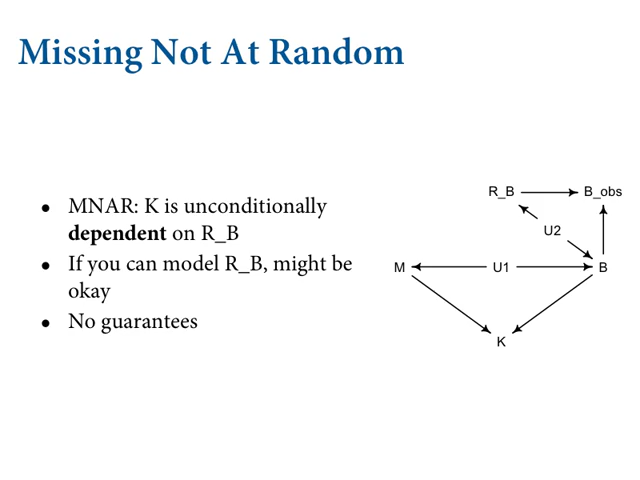 Missing Not At Random
• MNAR: K is unconditionally
dependent on R_B
• If you can model R_B, might be
okay
• No guarantees
R_B
B_obs
U2
M
U1
B
K